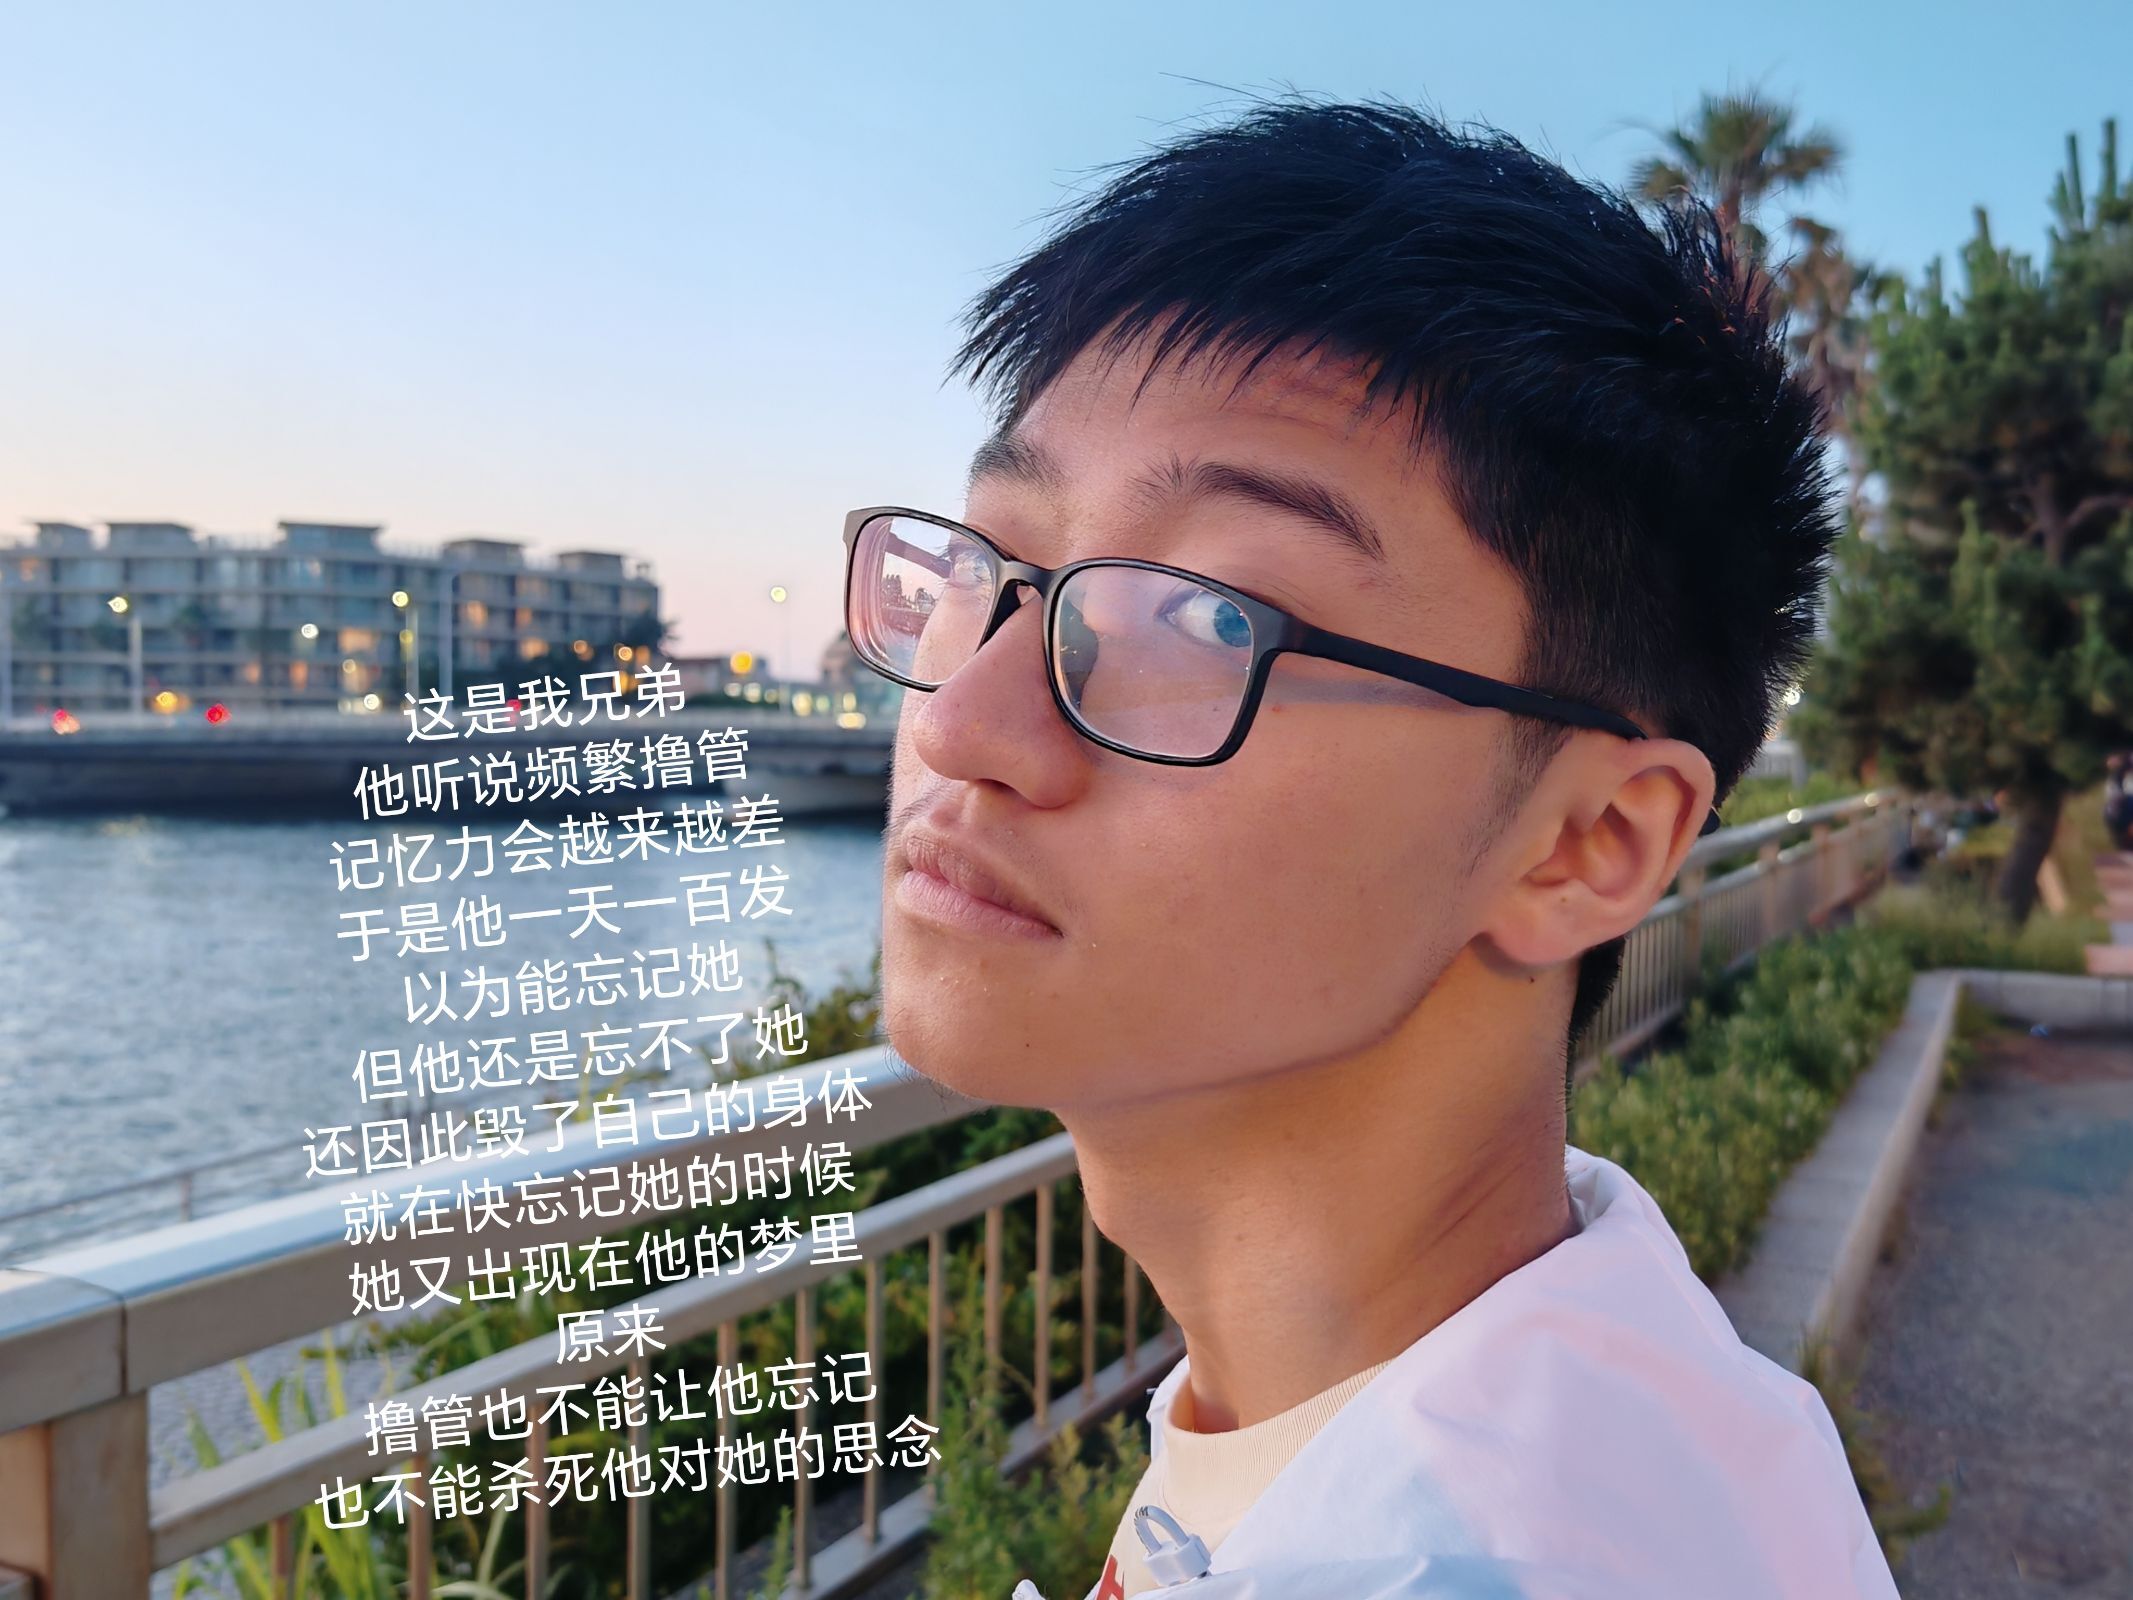 这是我兄弟
他听说频繁撸管
记忆力会越来越差
于是他一天一百发
以为能忘记她
但他还是忘不了她
还因此毁了自己的身体
就在快忘记她的时候
她又出现在他的梦里
原来
撸管也不能让他忘记
也不能杀死他对她的思念